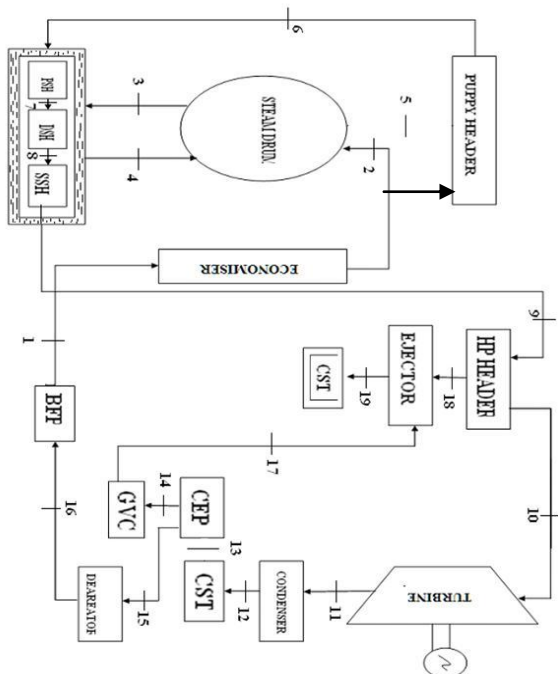 6
PUPPY HEADER
5
3
STEAM DRUM
2
PSH
7
ISH
8
SSH
4
ECONOMISER
9
HP HEADER
18
EJECTOR
19
CST
1
BFP
17
10
14
GVC
CEP
13
CST
12
CONDENSER
11
TURBINE
16
DEAREATOF
15